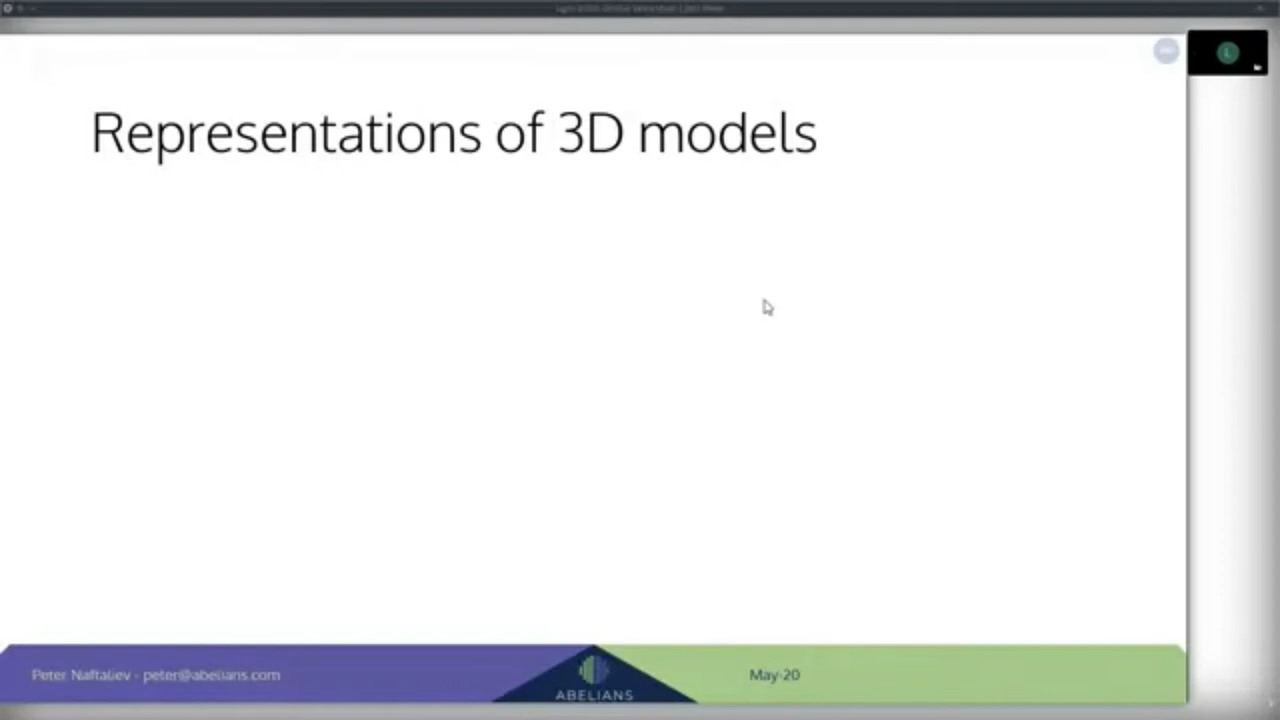 L
Representations of 3D models
Peter Naftaliev - peter@abelians.com
ABELIANS
May-20